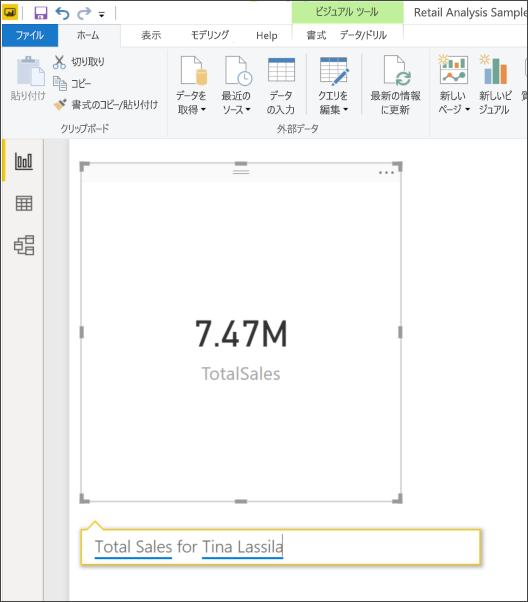 ビジュアル ツール
Retail Analysis Sample
ファイル ホーム 表示 モデリング Help 書式 データ/ドリル
貼り付け
切り取り
コピー
書式のコピー/貼り付け
データを
取得
最近の
ソース
データ
の入力
クエリを
編集
最新の情報
に更新
新しい
ページ
新しいビ
ジュアル
クリップボード
外部データ
7.47M
TotalSales
Total Sales for Tina Lassila